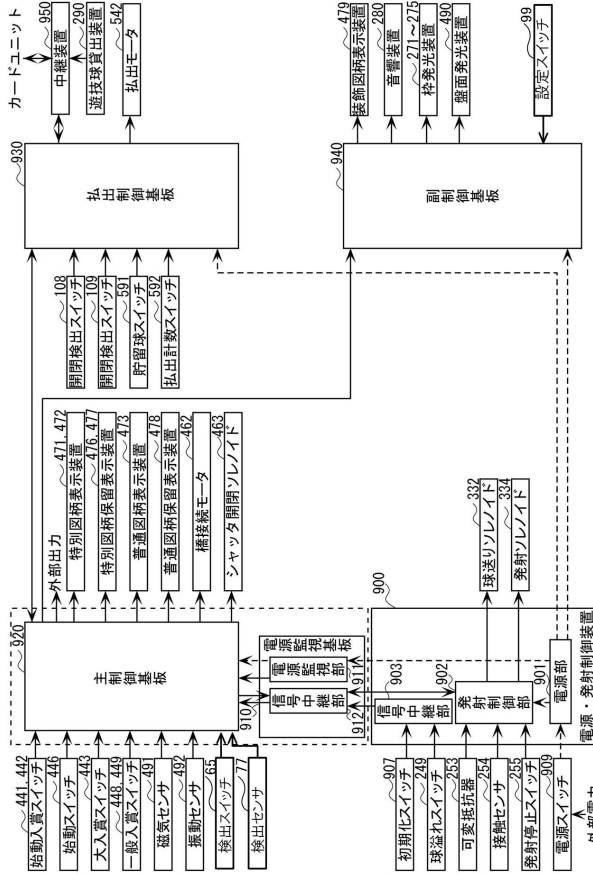 441, 442
始動入賞スイッチ
446
始動スイッチ
443
大入賞スイッチ
448, 449
一般入賞スイッチ
491
磁気センサ
492
振動センサ
65
検出スイッチ
77
検出センサ
907
初期化スイッチ
249
球溢れスイッチ
253
可変抵抗器
254
接触センサ
255
発射停止スイッチ
909
電源スイッチ
外部電力
920
主制御基板
電源監視基板
電源監視部
911
910
信号中継部
912
903
信号中継部
902
発射制御部
901
電源部
900
電源・発射制御装置
外部出力
471, 472
特別図柄表示装置
476, 477
特別図柄保留表示装置
473
普通図柄表示装置
478
普通図柄保留表示装置
462
橋接続モータ
463
シャッタ開閉ソレノイド
332
球送りソレノイド
334
発射ソレノイド
108
開閉検出スイッチ
109
開閉検出スイッチ
591
貯留球スイッチ
592
払出計数スイッチ
930
払出制御基板
940
副制御基板
カードユニット
950
中継装置
290
遊技球貸出装置
542
払出モータ
479
装飾図柄表示装置
280
音響装置
271～275
枠発光装置
490
盤面発光装置
99
設定スイッチ